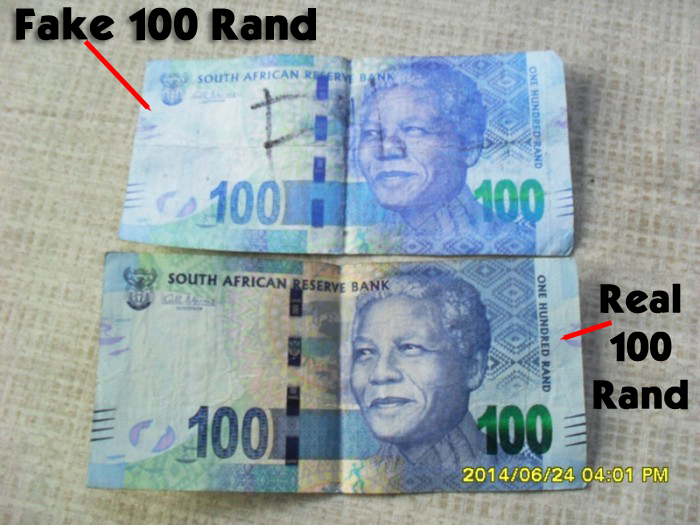 Fake 100 Rand
SOUTH AFRICAN RESERVE BANK
ONE HUNDRED RAND
100
100
SOUTH AFRICAN RESERVE BANK
ONE HUNDRED RAND
Real
100
Rand
100
100
2014/06/24 04:01 PM